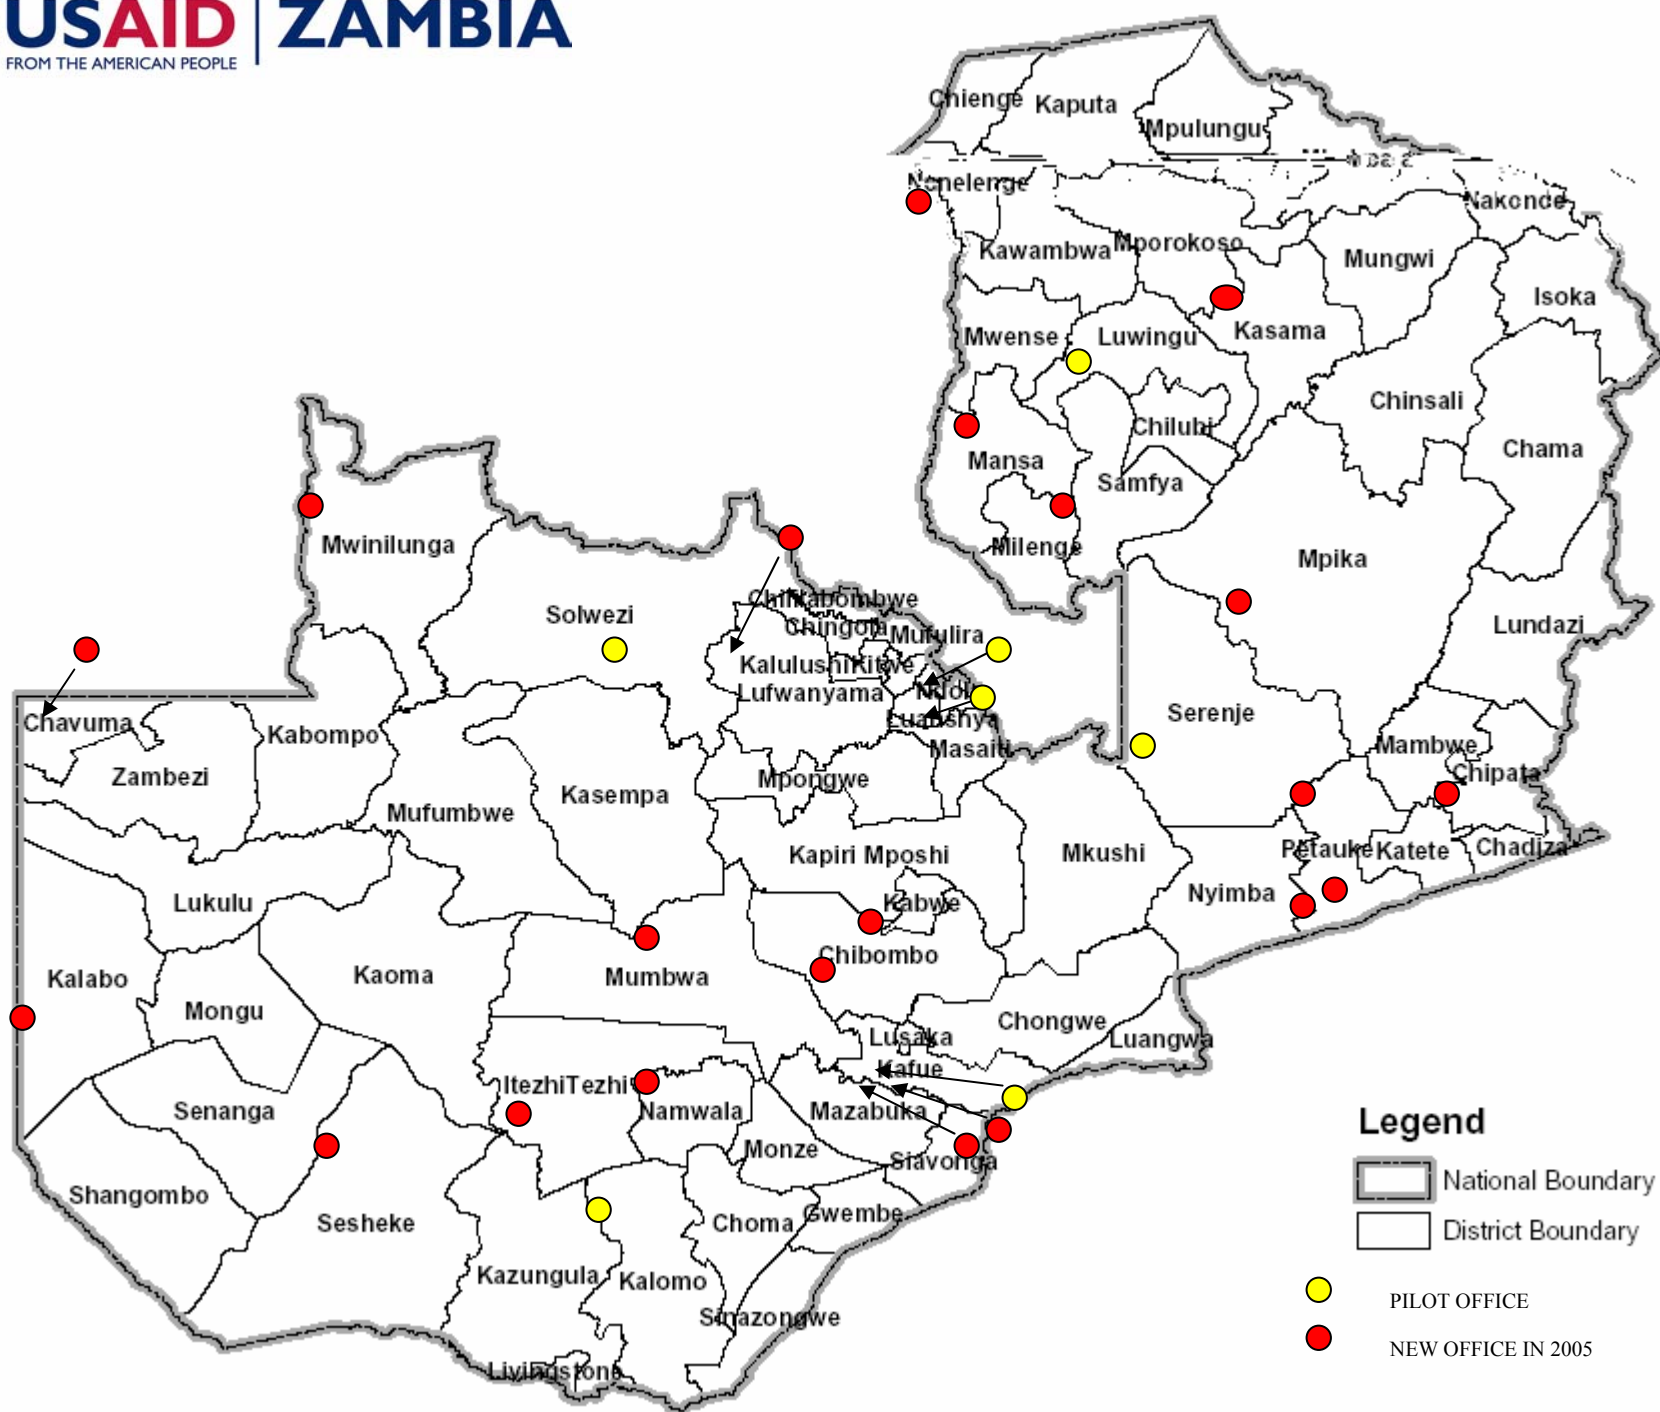 USAID | ZAMBIA
FROM THE AMERICAN PEOPLE
Chienge
Kaputa
Mpulungu
Nakonde
Kawambwa
Mporokoso
Mungwi
Isoka
Mwense
Luwingu
Kasama
Chinsali
Chilubi
Chama
Mansa
Samfya
Milenge
Mpika
Mwinilunga
Solwezi
Chililabombwe
Chingola
Mufulira
Lundazi
Kalulushi
Kitwe
Lufwanyama
Ndola
Luanshya
Masaiti
Serenje
Chavuma
Kabompo
Zambezi
Mambwe
Chipata
Mpongwe
Kasempa
Mufumbwe
Kapiri Mposhi
Mkushi
Petauke
Katete
Chadiza
Nyimba
Lukulu
Kabwe
Chibombo
Kalabo
Kaoma
Mumbwa
Mongu
Chongwe
Lusaka
Luangwa
Kafue
ItezhiTezhi
Namwala
Mazabuka
Senanga
Monze
Siavonga
Shangombo
Sesheke
Choma
Gwembe
Kazungula
Kalomo
Sinazongwe
Livingstone
Legend
National Boundary
District Boundary
PILOT OFFICE
NEW OFFICE IN 2005